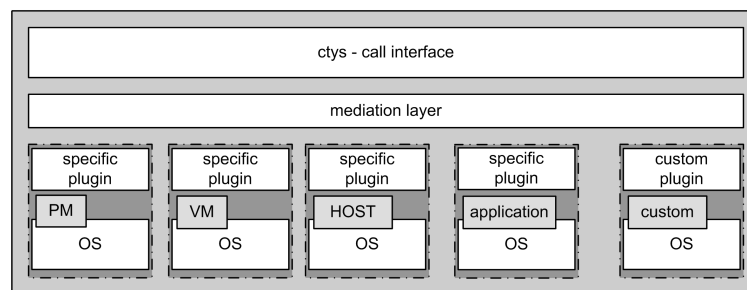 ctys - call interface
mediation layer
specific
plugin
specific
plugin
specific
plugin
specific
plugin
custom
plugin
PM
VM
HOST
application
custom
OS
OS
OS
OS
OS